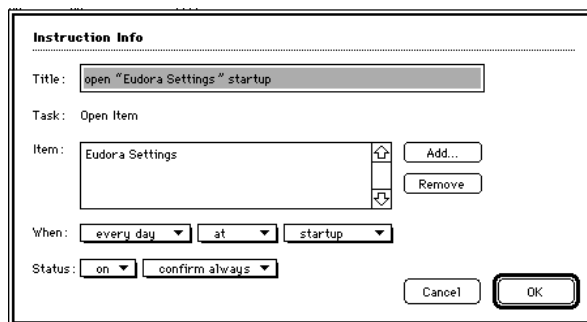 Instruction Info
Title: open "Eudora Settings" startup
Task: Open Item
Item: Eudora Settings
Add...
Remove
When: every day at startup
Status: on confirm always
Cancel OK